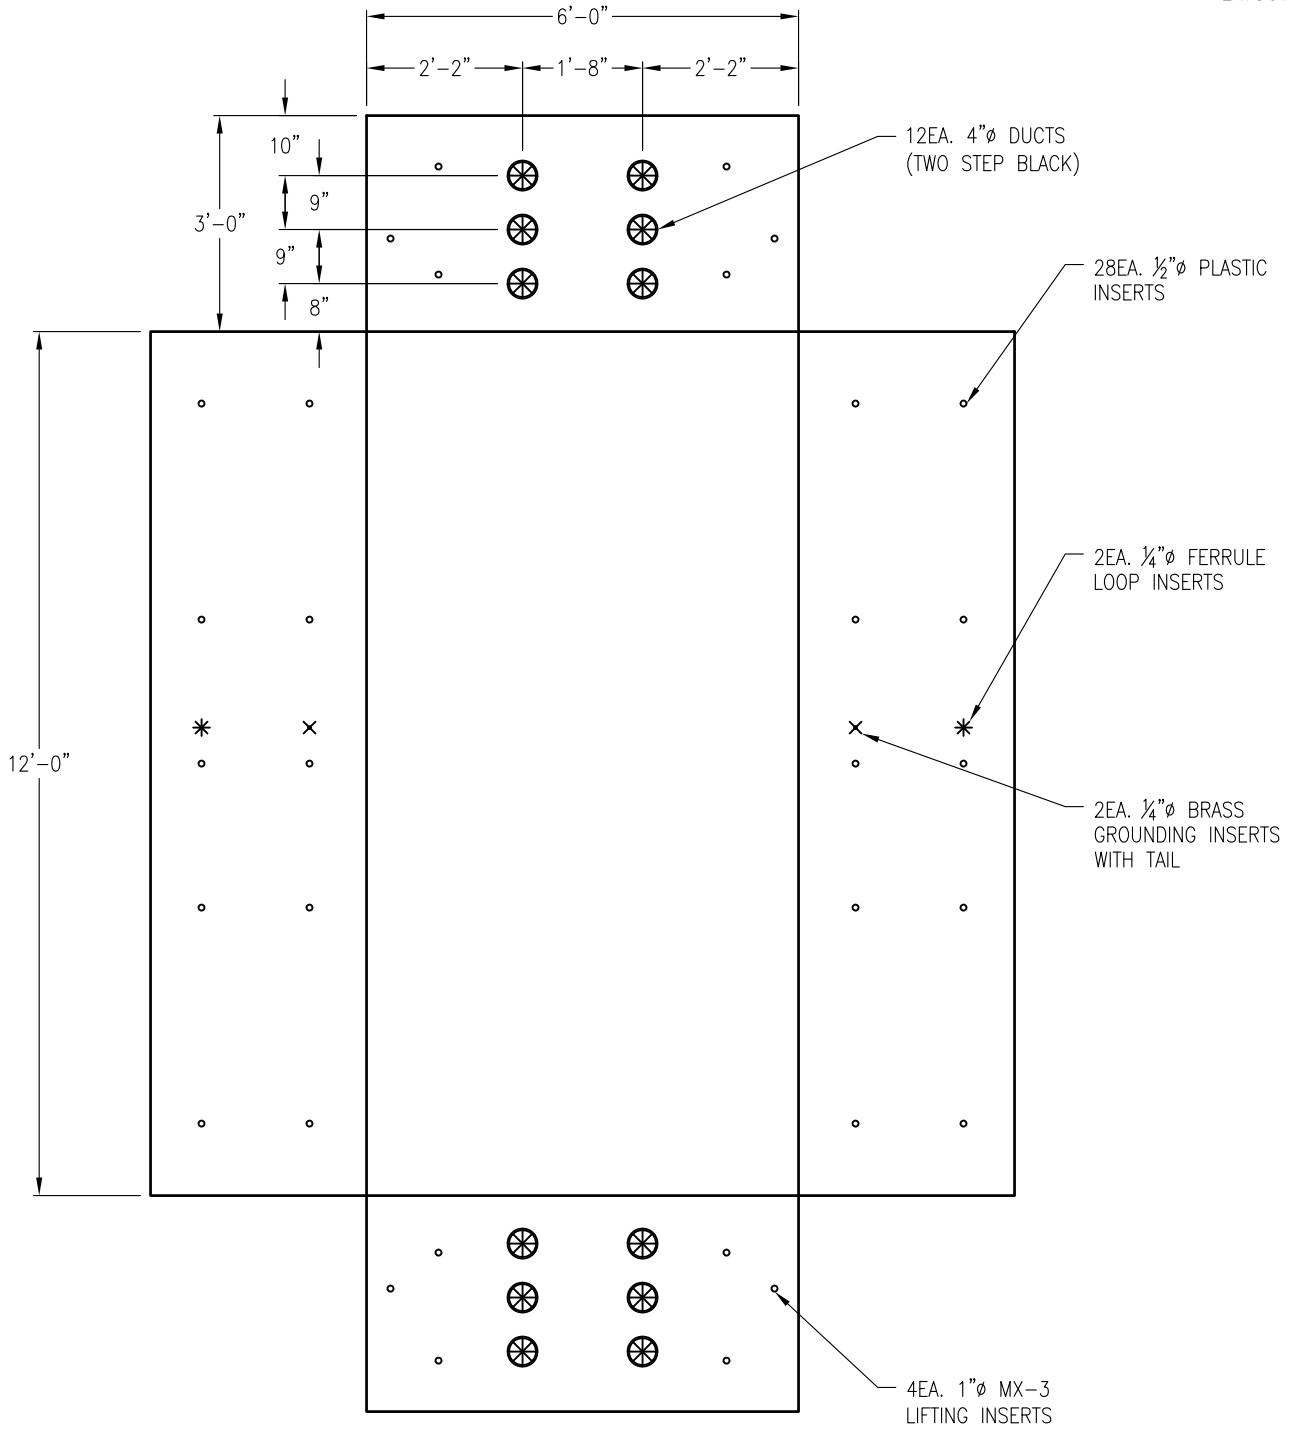 6'-0"
2'-2" 1'-8" 2'-2"
10"
9"
3'-0"
9"
8"
12EA. 4"ø DUCTS
(TWO STEP BLACK)
28EA. ½"ø PLASTIC
INSERTS
2EA. ¼"ø FERRULE
LOOP INSERTS
12'-0"
2EA. ¼"ø BRASS
GROUNDING INSERTS
WITH TAIL
4EA. 1"ø MX-3
LIFTING INSERTS